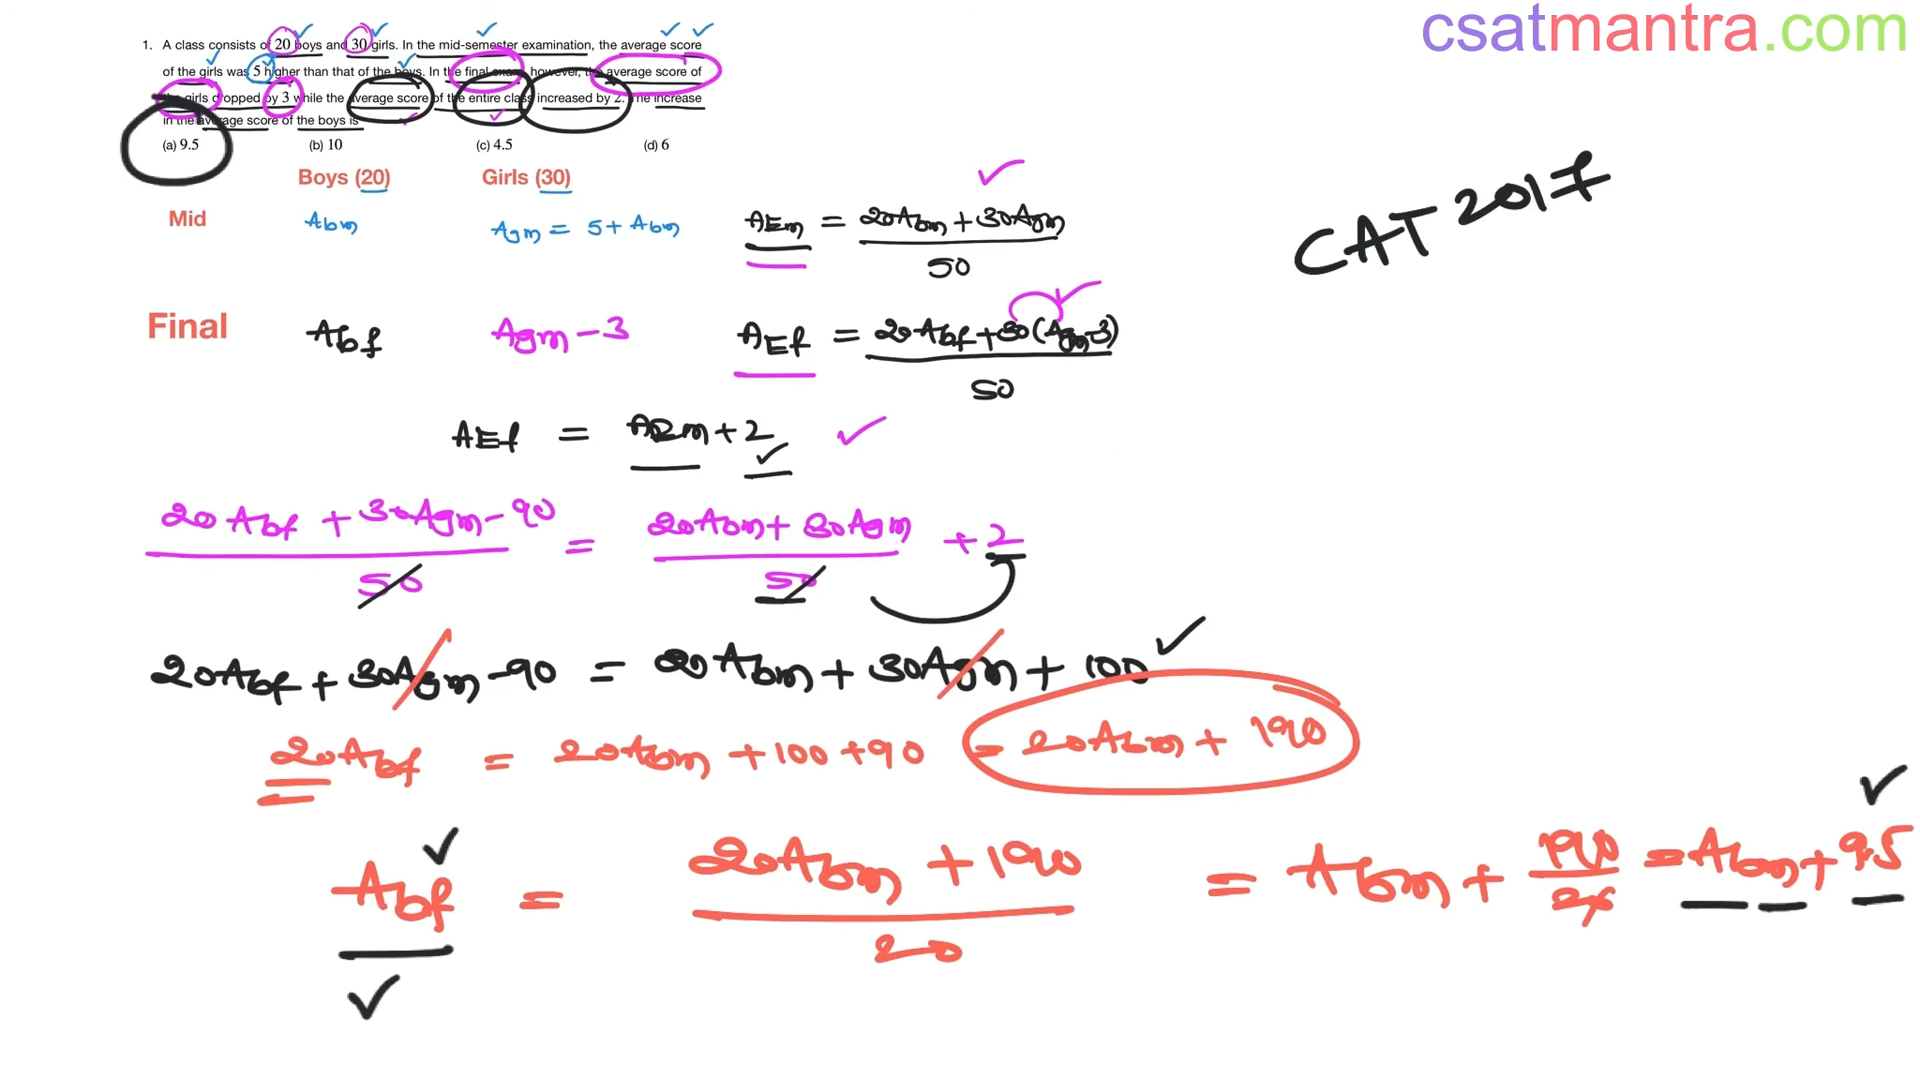 csatmantra.com
1. A class consists of 20 boys and 30 girls. In the mid-semester examination, the average score
of the girls was 5 higher than that of the boys. In the final exam, however, the average score of
the girls dropped by 3 while the average score of the entire class increased by 2. The increase
in the average score of the boys is
(a) 9.5 (b) 10 (c) 4.5 (d) 6
CAT 2017
Boys (20) Girls (30)
Mid Abm Agm = 5 + Abm AEm = 20Abm + 30Agm
50
Final Abf Agm - 3 AEf = 20Abf + 30(Agm-3)
50
AEf = AEm + 2
20Abf + 30Agm - 90 = 20Abm + 30Agm + 2
50 50
20Abf + 30Agm - 90 = 20Abm + 30Agm + 100
20Abf = 20Abm + 100 + 90 = 20Abm + 190
Abf = 20Abm + 190 = Abm + 190 = Abm + 9.5
20 20